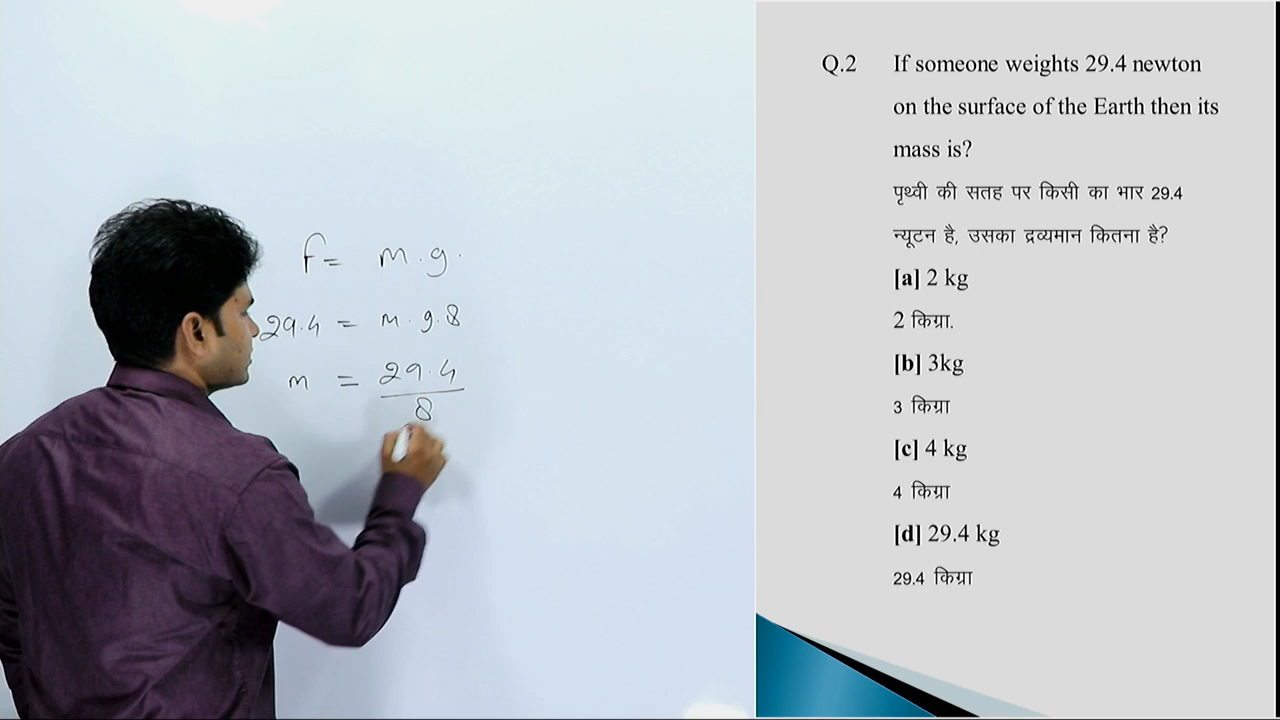 f = m.g.
29.4 = m.g.8
m = 29.4
8
Q.2 If someone weights 29.4 newton
on the surface of the Earth then its
mass is?
पृथ्वी की सतह पर किसी का भार 29.4
न्यूटन है, उसका द्रव्यमान कितना है?
[a] 2 kg
2 किग्रा.
[b] 3kg
3 किग्रा
[c] 4 kg
4 किग्रा
[d] 29.4 kg
29.4 किग्रा